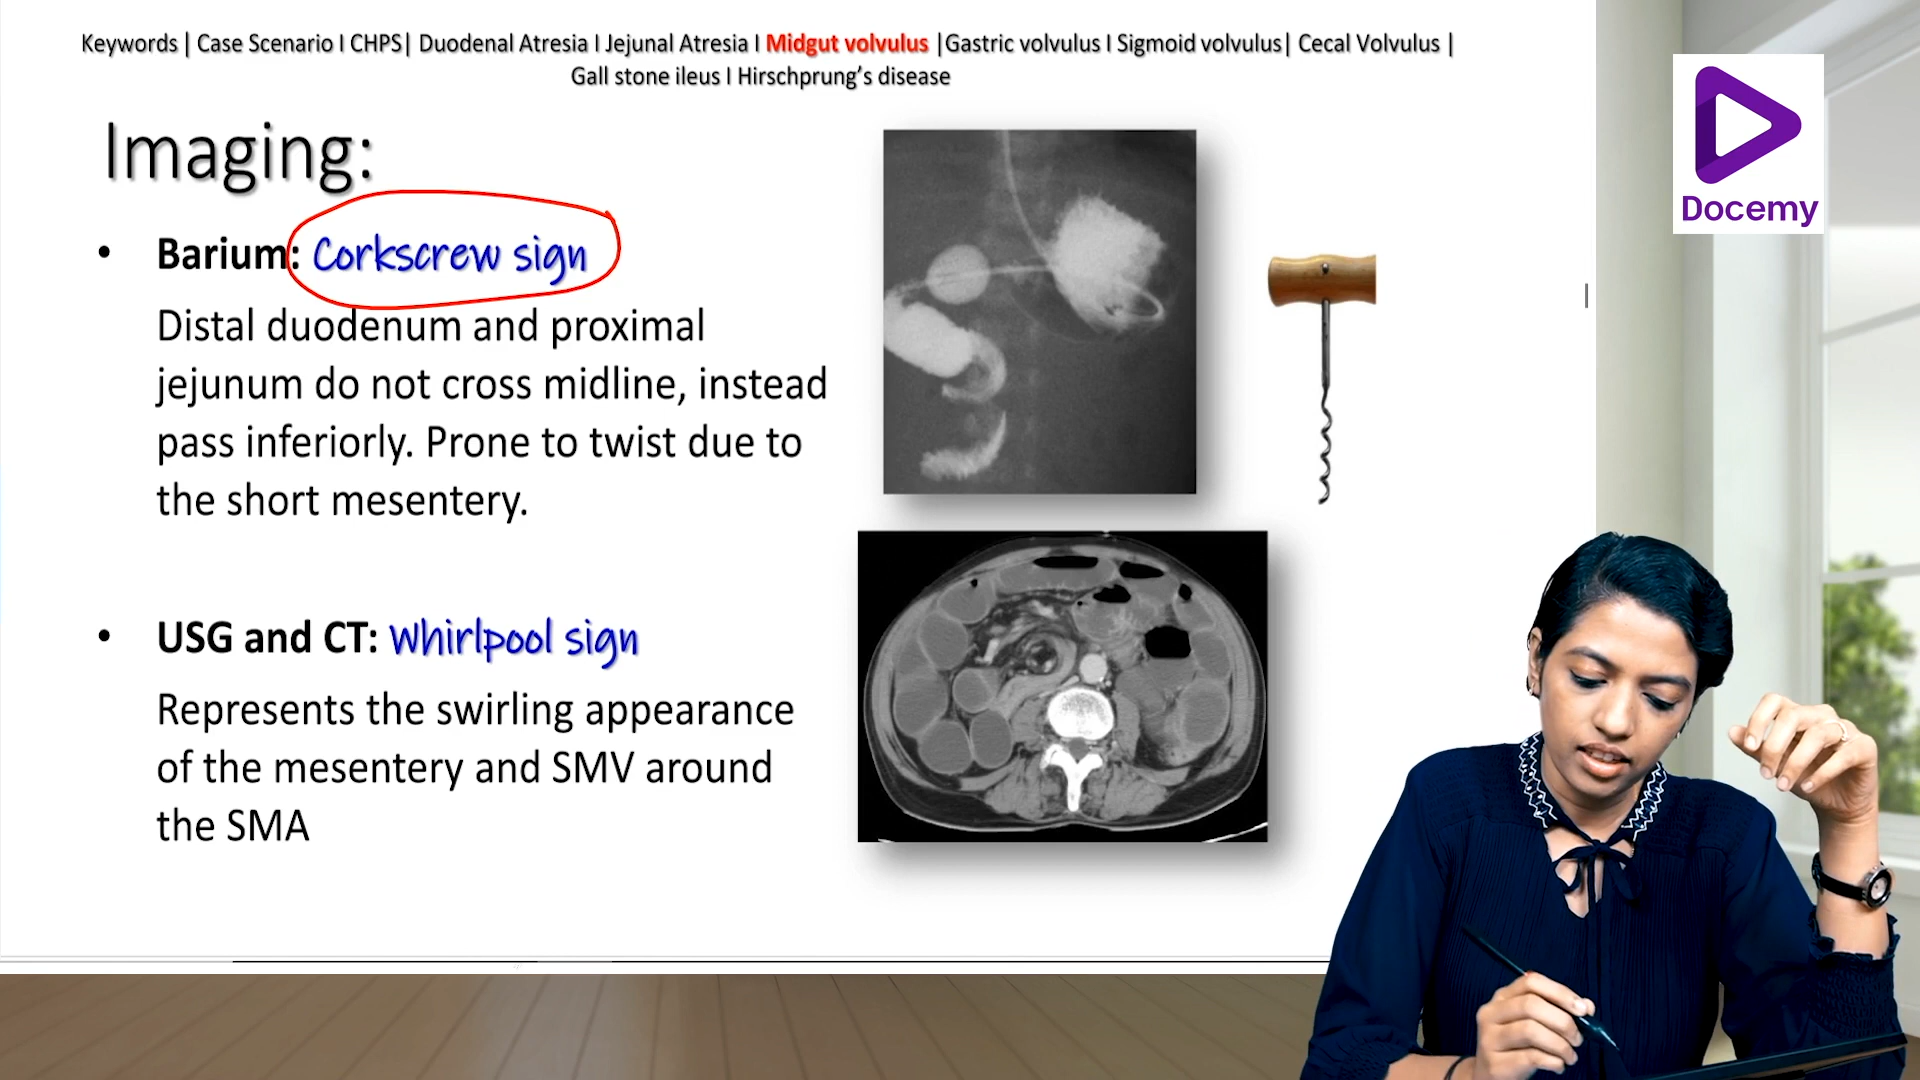 Keywords | Case Scenario I CHPS| Duodenal Atresia I Jejunal Atresia I Midgut volvulus |Gastric volvulus I Sigmoid volvulus| Cecal Volvulus |
Gall stone ileus I Hirschprung’s disease
Imaging:
• Barium: Corkscrew sign
Distal duodenum and proximal
jejunum do not cross midline, instead
pass inferiorly. Prone to twist due to
the short mesentery.
• USG and CT: Whirlpool sign
Represents the swirling appearance
of the mesentery and SMV around
the SMA
Docemy